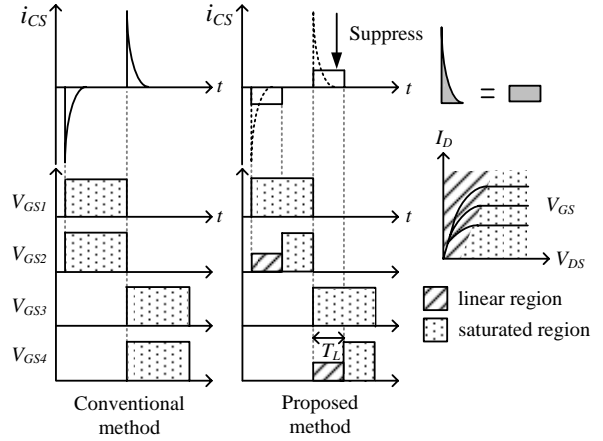 i_CS
t
V_GS1
V_GS2
V_GS3
V_GS4
Conventional
method
i_CS
Suppress
t
t
t
T_L
Proposed
method
=
I_D
V_GS
V_DS
linear region
saturated region